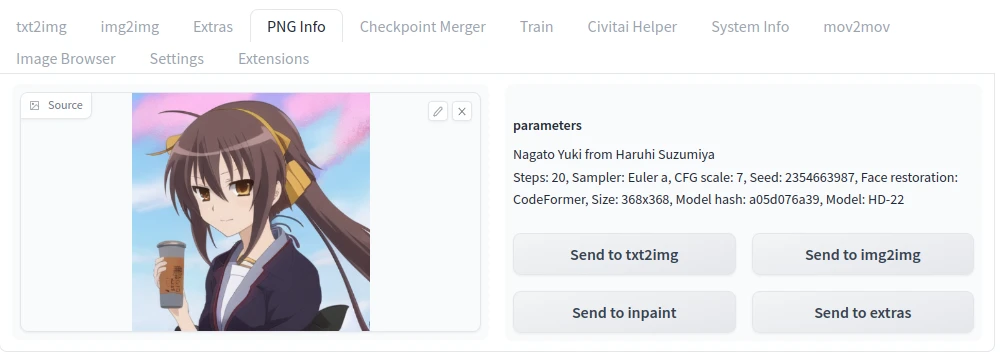 txt2img img2img Extras PNG Info Checkpoint Merger Train Civitai Helper System Info mov2mov
Image Browser Settings Extensions
Source
parameters
Nagato Yuki from Haruhi Suzumiya
Steps: 20, Sampler: Euler a, CFG scale: 7, Seed: 2354663987, Face restoration:
CodeFormer, Size: 368x368, Model hash: a05d076a39, Model: HD-22
Send to txt2img Send to img2img
Send to inpaint Send to extras